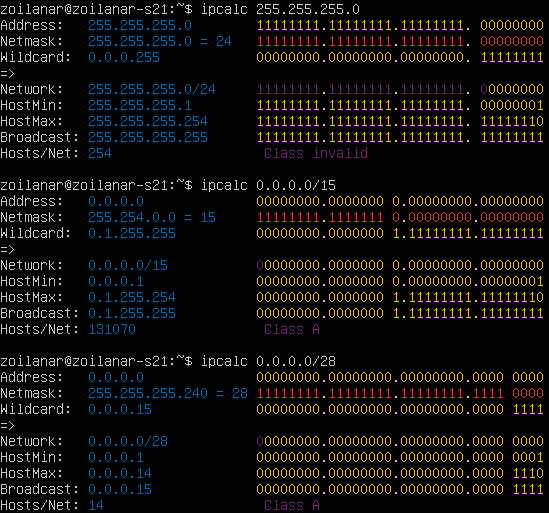 zoilanar@zoilanar-s21:~$ ipcalc 255.255.255.0
Address:   255.255.255.0        11111111.11111111.11111111. 00000000
Netmask:   255.255.255.0 = 24   11111111.11111111.11111111. 00000000
Wildcard:  0.0.0.255            00000000.00000000.00000000. 11111111
=>
Network:   255.255.255.0/24     11111111.11111111.11111111. 00000000
HostMin:   255.255.255.1        11111111.11111111.11111111. 00000001
HostMax:   255.255.255.254      11111111.11111111.11111111. 11111110
Broadcast: 255.255.255.255      11111111.11111111.11111111. 11111111
Hosts/Net: 254                   Class invalid
zoilanar@zoilanar-s21:~$ ipcalc 0.0.0.0/15
Address:   0.0.0.0              00000000.0000000 0.00000000.00000000
Netmask:   255.254.0.0 = 15     11111111.1111111 0.00000000.00000000
Wildcard:  0.1.255.255          00000000.0000000 1.11111111.11111111
=>
Network:   0.0.0.0/15           00000000.0000000 0.00000000.00000000
HostMin:   0.0.0.1              00000000.0000000 0.00000000.00000001
HostMax:   0.1.255.254          00000000.0000000 1.11111111.11111110
Broadcast: 0.1.255.255          00000000.0000000 1.11111111.11111111
Hosts/Net: 131070                Class A
zoilanar@zoilanar-s21:~$ ipcalc 0.0.0.0/28
Address:   0.0.0.0              00000000.00000000.00000000.0000 0000
Netmask:   255.255.255.240 = 28 11111111.11111111.11111111.1111 0000
Wildcard:  0.0.0.15             00000000.00000000.00000000.0000 1111
=>
Network:   0.0.0.0/28           00000000.00000000.00000000.0000 0000
HostMin:   0.0.0.1              00000000.00000000.00000000.0000 0001
HostMax:   0.0.0.14             00000000.00000000.00000000.0000 1110
Broadcast: 0.0.0.15             00000000.00000000.00000000.0000 1111
Hosts/Net: 14                    Class A